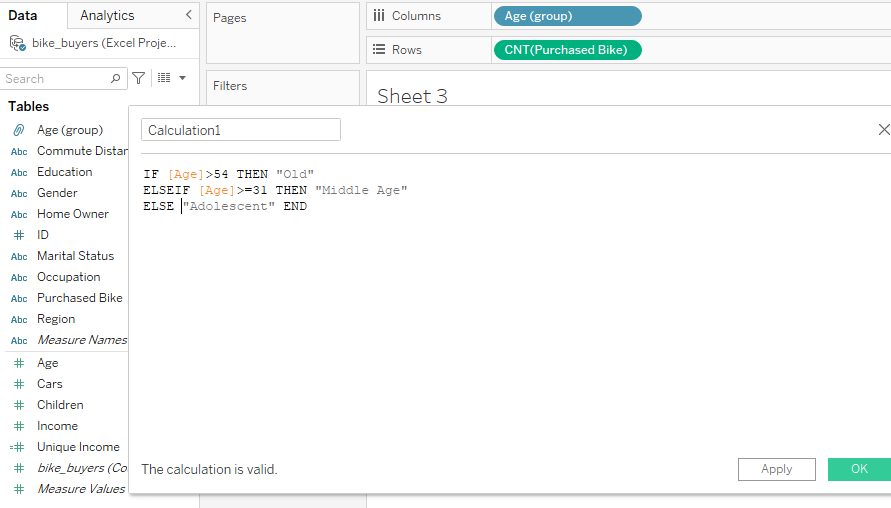 Data
Analytics
<
bike_buyers (Excel Proje...
Search
Tables
Age (group)
Abc Commute Distan
Abc Education
Abc Gender
Abc Home Owner
# ID
Abc Marital Status
Abc Occupation
Abc Purchased Bike
Abc Region
Abc Measure Names
# Age
# Cars
# Children
# Income
=# Unique Income
# bike_buyers (Co
# Measure Values
Pages
Filters
Columns
Age (group)
Rows
CNT(Purchased Bike)
Sheet 3
Calculation1
IF [Age]>54 THEN "Old"
ELSEIF [Age]>=31 THEN "Middle Age"
ELSE "Adolescent" END
The calculation is valid.
Apply
OK